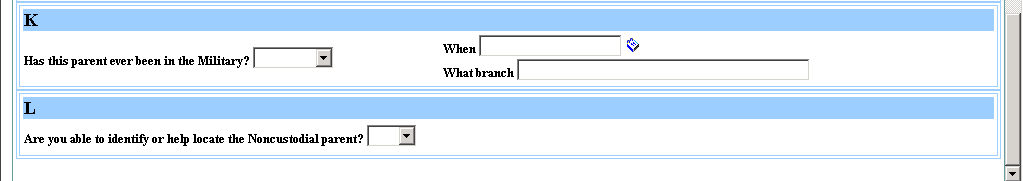 K
When
Has this parent ever been in the Military?
What branch
L
Are you able to identify or help locate the Noncustodial parent?